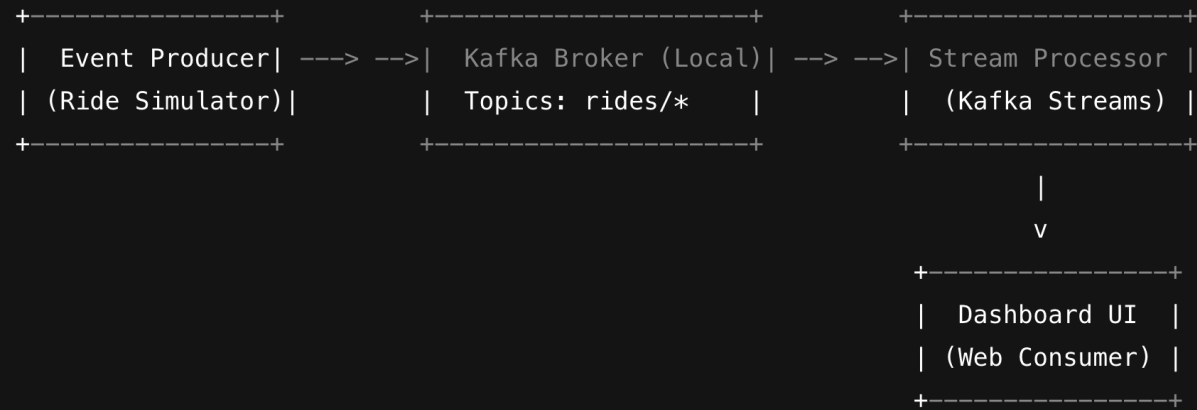 +----------------+         +---------------------+         +-------------------+
|  Event Producer| ---> -->|  Kafka Broker (Local)| --> -->| Stream Processor |
| (Ride Simulator)|        |  Topics: rides/*    |         |  (Kafka Streams) |
+----------------+         +---------------------+         +-------------------+
                                                                    |
                                                                    v
                                                            +----------------+
                                                            |  Dashboard UI  |
                                                            | (Web Consumer) |
                                                            +----------------+